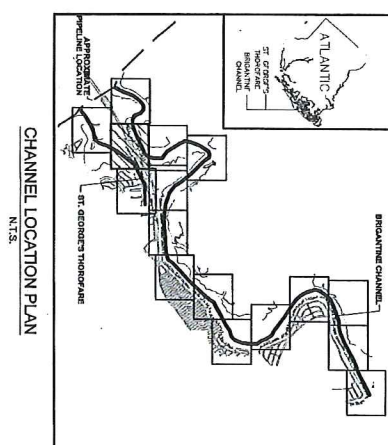 ATLANTIC
ST. GEORGE'S
THOROFARE
BRIGANTINE
CHANNEL
BRIGANTINE CHANNEL
APPROXIMATE
PIPELINE LOCATION
ST. GEORGE'S THOROFARE
CHANNEL LOCATION PLAN
N.T.S.